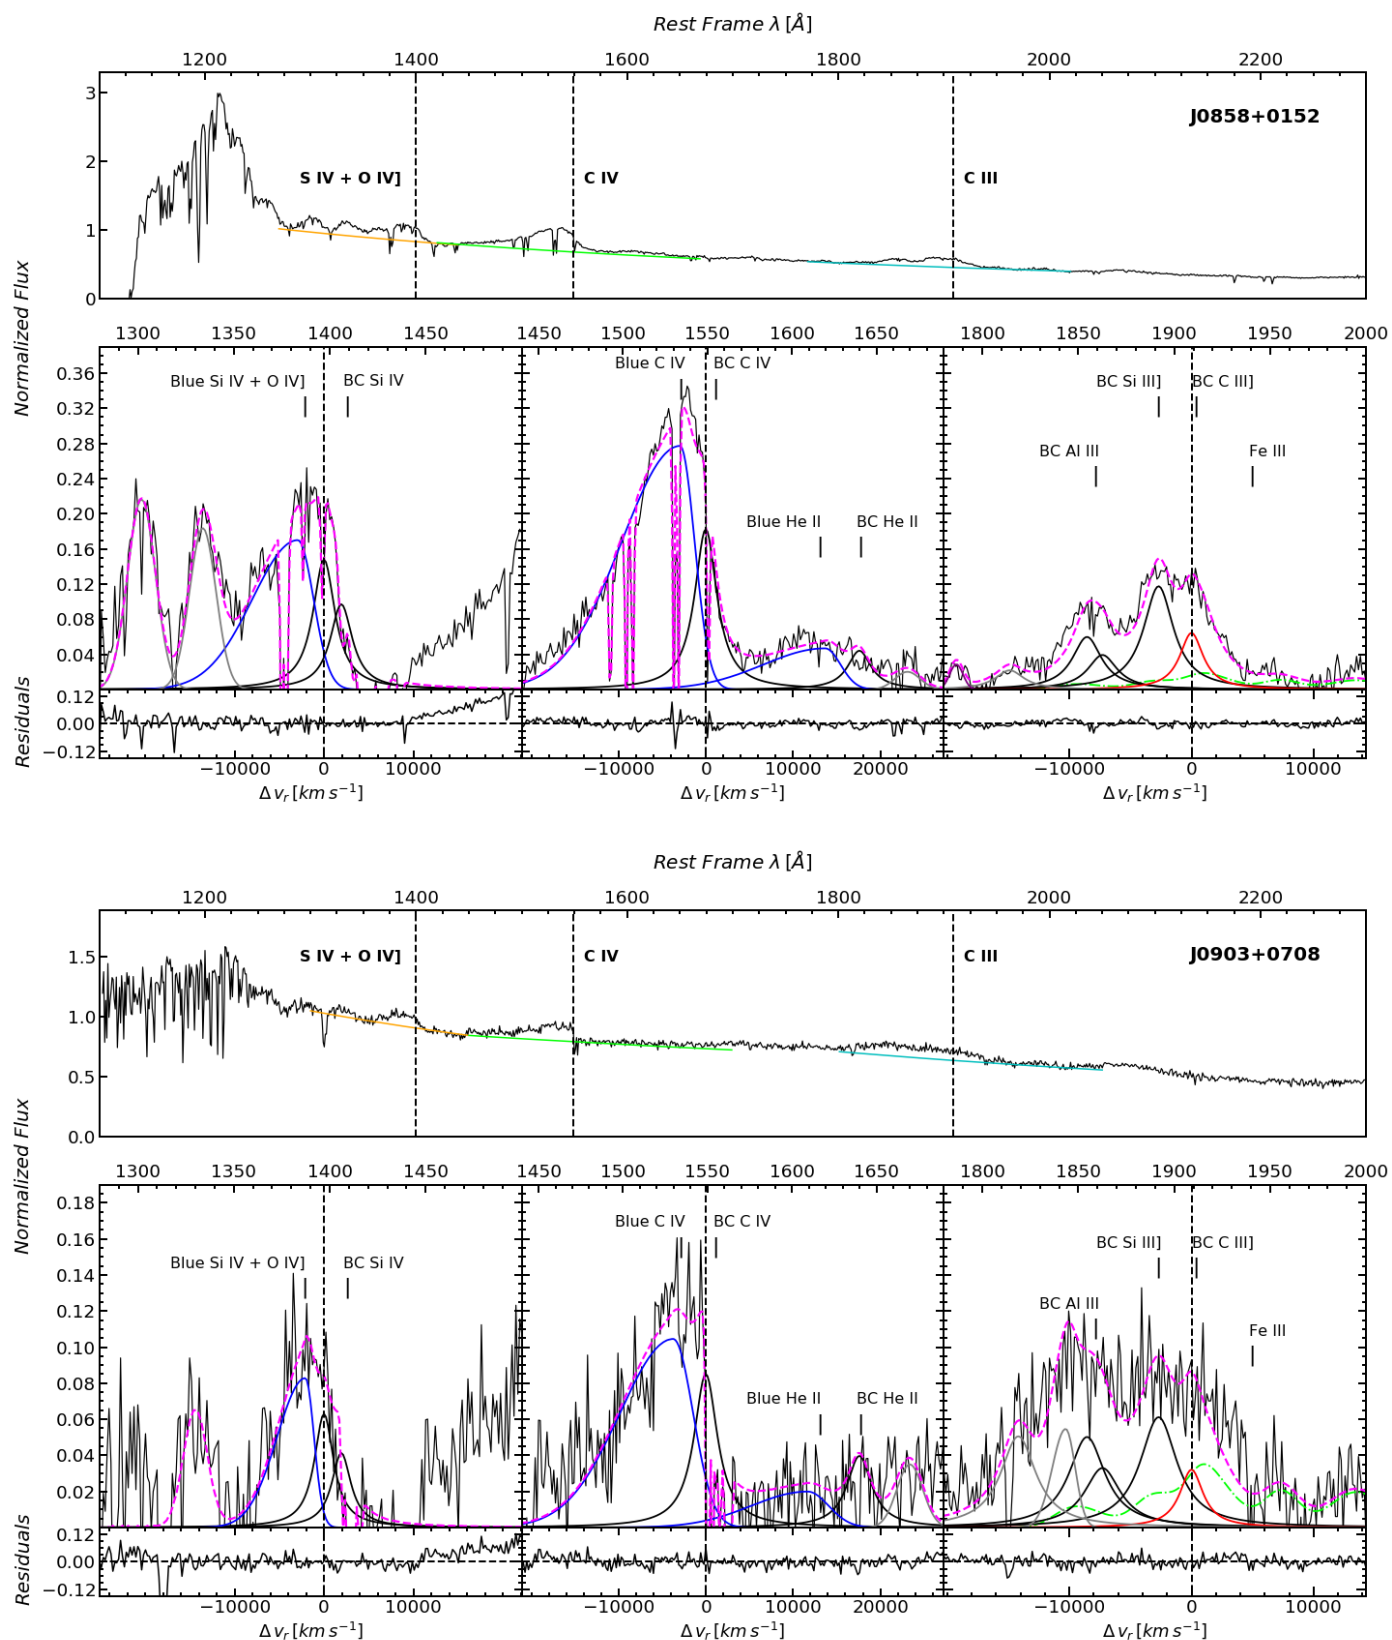 Rest Frame λ [Å]
1200 1400 1600 1800 2000 2200
J0858+0152
S IV + O IV] C IV C III
3
2
1
0
Normalized Flux
1300 1350 1400 1450 1450 1500 1550 1600 1650 1800 1850 1900 1950 2000
Blue C IV BC C IV
Blue Si IV + O IV] BC Si IV BC Si III] BC C III]
BC Al III Fe III
Blue He II BC He II
0.36
0.32
0.28
0.24
0.20
0.16
0.12
0.08
0.04
Residuals
0.12
0.00
−0.12
−10000 0 10000 −10000 0 10000 20000 −10000 0 10000
Δ vr [km s−1] Δ vr [km s−1] Δ vr [km s−1]
Rest Frame λ [Å]
1200 1400 1600 1800 2000 2200
S IV + O IV] C IV C III J0903+0708
1.5
1.0
0.5
0.0
Normalized Flux
1300 1350 1400 1450 1450 1500 1550 1600 1650 1800 1850 1900 1950 2000
Blue C IV BC C IV
BC Si III] BC C III]
Blue Si IV + O IV] BC Si IV
BC Al III
Fe III
Blue He II BC He II
0.18
0.16
0.14
0.12
0.10
0.08
0.06
0.04
0.02
Residuals
0.12
0.00
−0.12
−10000 0 10000 −10000 0 10000 20000 −10000 0 10000
Δ vr [km s−1] Δ vr [km s−1] Δ vr [km s−1]